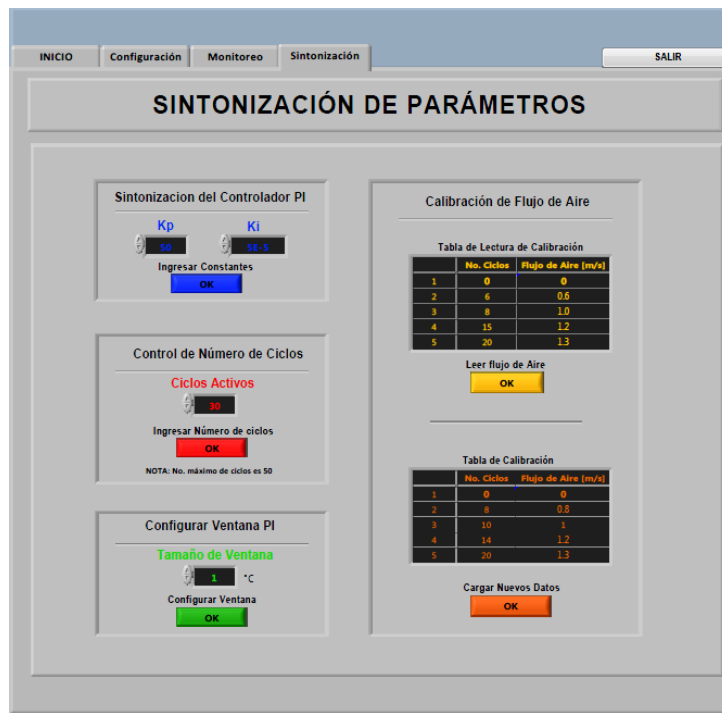 INICIO
Configuración
Monitoreo
Sintonización
SALIR
SINTONIZACIÓN DE PARÁMETROS
Sintonizacion del Controlador PI
Kp Ki
50 5E-5
Ingresar Constantes
OK
Control de Número de Ciclos
Ciclos Activos
30
Ingresar Número de ciclos
OK
NOTA: No. máximo de ciclos es 50
Configurar Ventana PI
Tamaño de Ventana
1 °C
Configurar Ventana
OK
Calibración de Flujo de Aire
Tabla de Lectura de Calibración
No. Ciclos Flujo de Aire [m/s]
1 0 0
2 6 0.6
3 8 1.0
4 15 1.2
5 20 1.3
Leer flujo de Aire
OK
Tabla de Calibración
No. Ciclos Flujo de Aire [m/s]
1 0 0
2 8 0.8
3 10 1
4 14 1.2
5 20 1.3
Cargar Nuevos Datos
OK